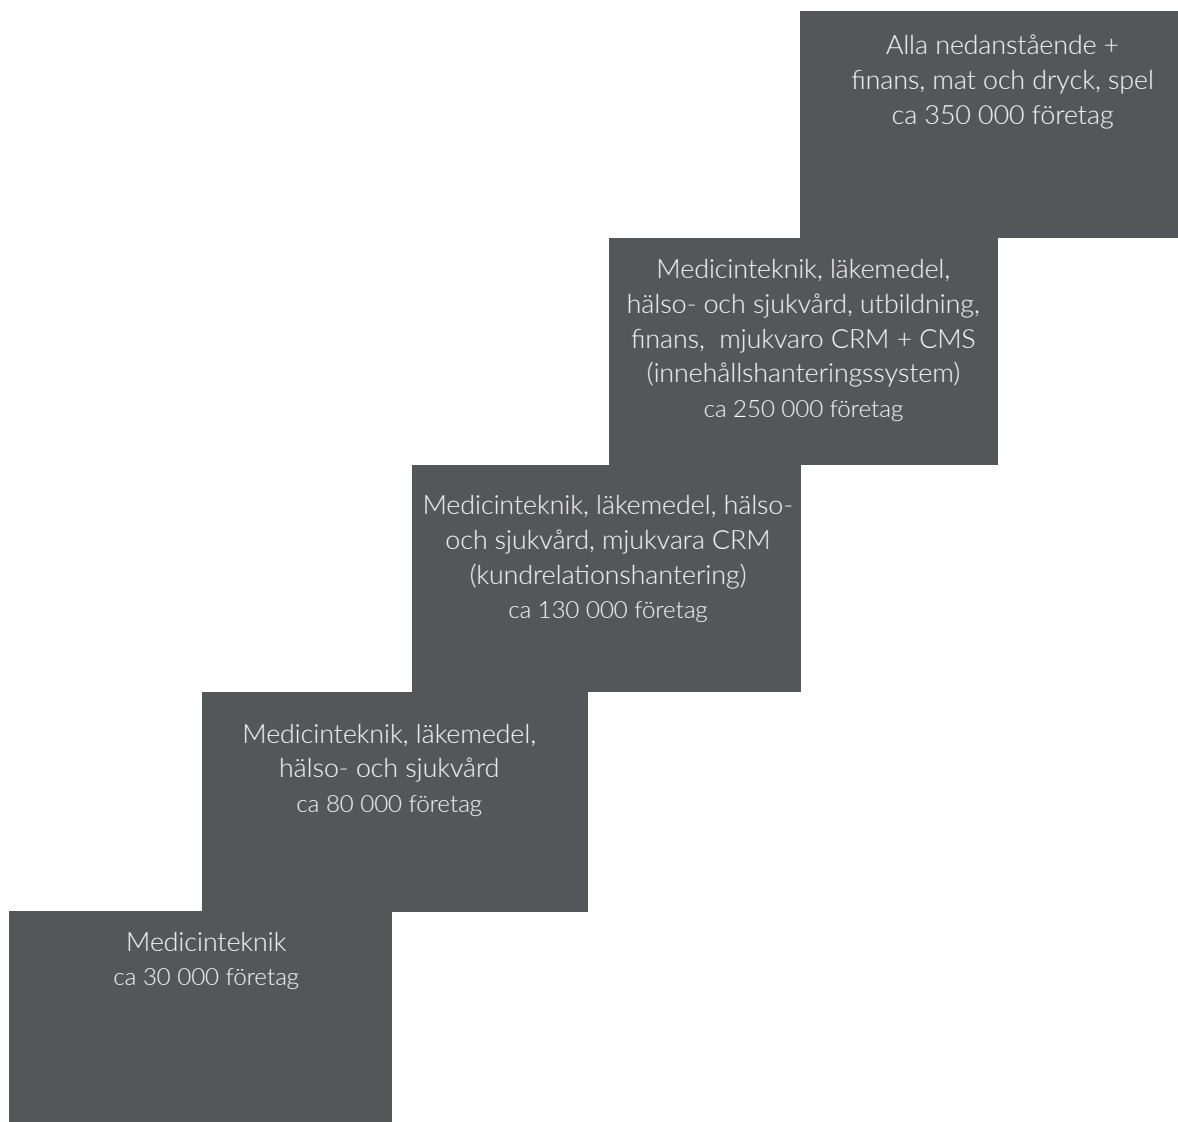 Alla nedanstående +
finans, mat och dryck, spel
ca 350 000 företag
Medicinteknik, läkemedel,
hälso- och sjukvård, utbildning,
finans,  mjukvaro CRM + CMS
(innehållshanteringssystem)
ca 250 000 företag
Medicinteknik, läkemedel, hälso-
och sjukvård, mjukvara CRM
(kundrelationshantering)
ca 130 000 företag
Medicinteknik, läkemedel,
hälso- och sjukvård
ca 80 000 företag
Medicinteknik
ca 30 000 företag